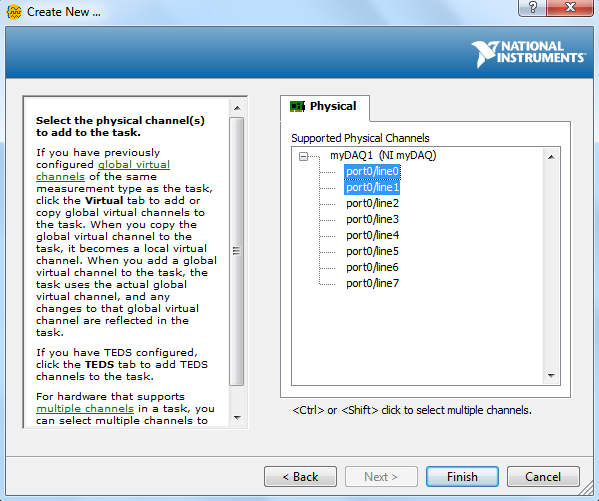 Create New ...
NATIONAL
INSTRUMENTS
Select the physical channel(s)
to add to the task.
If you have previously
configured global virtual
channels of the same
measurement type as the task,
click the Virtual tab to add or
copy global virtual channels to
the task. When you copy the
global virtual channel to the
task, it becomes a local virtual
channel. When you add a global
virtual channel to the task, the
task uses the actual global
virtual channel, and any
changes to that global virtual
channel are reflected in the
task.
If you have TEDS configured,
click the TEDS tab to add TEDS
channels to the task.
For hardware that supports
multiple channels in a task, you
can select multiple channels to
Physical
Supported Physical Channels
myDAQ1 (NI myDAQ)
port0/line0
port0/line1
port0/line2
port0/line3
port0/line4
port0/line5
port0/line6
port0/line7
<Ctrl> or <Shift> click to select multiple channels.
< Back
Next >
Finish
Cancel